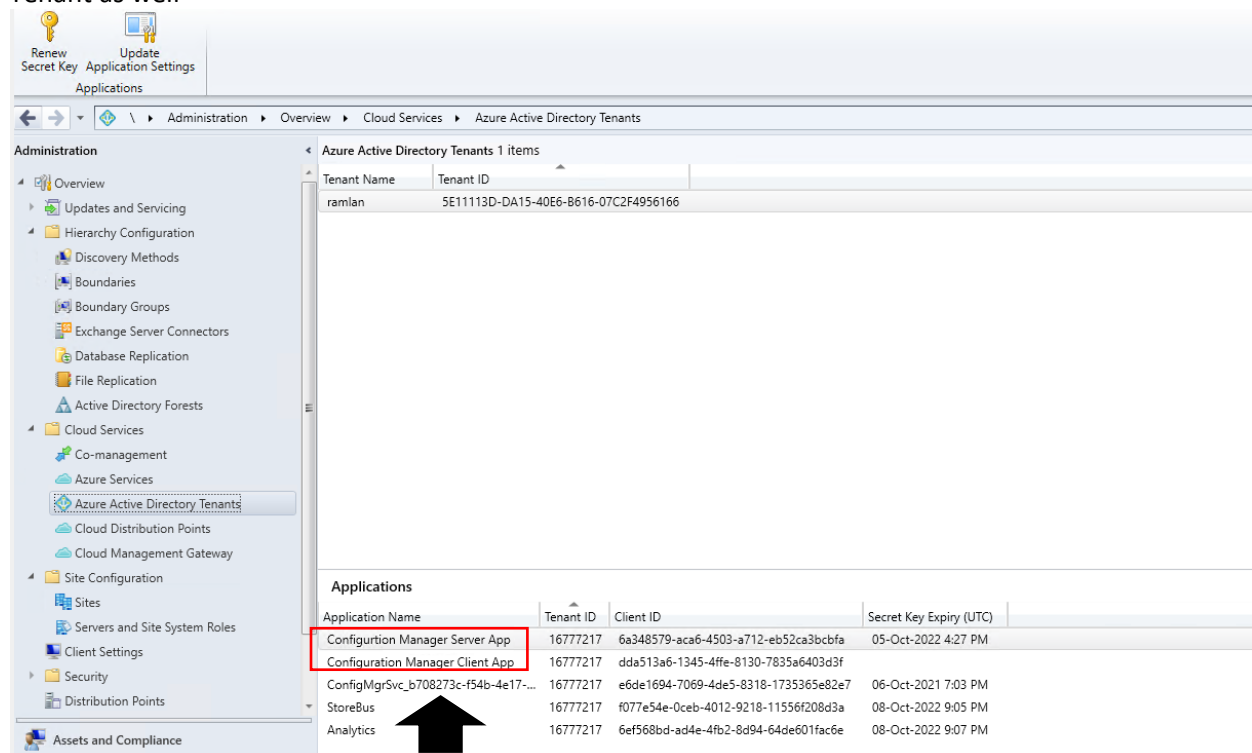 Tenant as well
Renew Secret Key
Update Application Settings
Applications
\ Administration Overview Cloud Services Azure Active Directory Tenants
Administration
Overview
Updates and Servicing
Hierarchy Configuration
Discovery Methods
Boundaries
Boundary Groups
Exchange Server Connectors
Database Replication
File Replication
Active Directory Forests
Cloud Services
Co-management
Azure Services
Azure Active Directory Tenants
Cloud Distribution Points
Cloud Management Gateway
Site Configuration
Sites
Servers and Site System Roles
Client Settings
Security
Distribution Points
Assets and Compliance
Azure Active Directory Tenants 1 items
Tenant Name Tenant ID
ramlan 5E11113D-DA15-40E6-B616-07C2F4956166
Applications
Application Name Tenant ID Client ID Secret Key Expiry (UTC)
Configurtion Manager Server App 16777217 6a348579-aca6-4503-a712-eb52ca3bcbfa 05-Oct-2022 4:27 PM
Configuration Manager Client App 16777217 dda513a6-1345-4ffe-8130-7835a6403d3f
ConfigMgrSvc_b708273c-f54b-4e17-... 16777217 e6de1694-7069-4de5-8318-1735365e82e7 06-Oct-2021 7:03 PM
StoreBus 16777217 f077e54e-0ceb-4012-9218-11556f208d3a 08-Oct-2022 9:05 PM
Analytics 16777217 6ef568bd-ad4e-4fb2-8d94-64de601fac6e 08-Oct-2022 9:07 PM